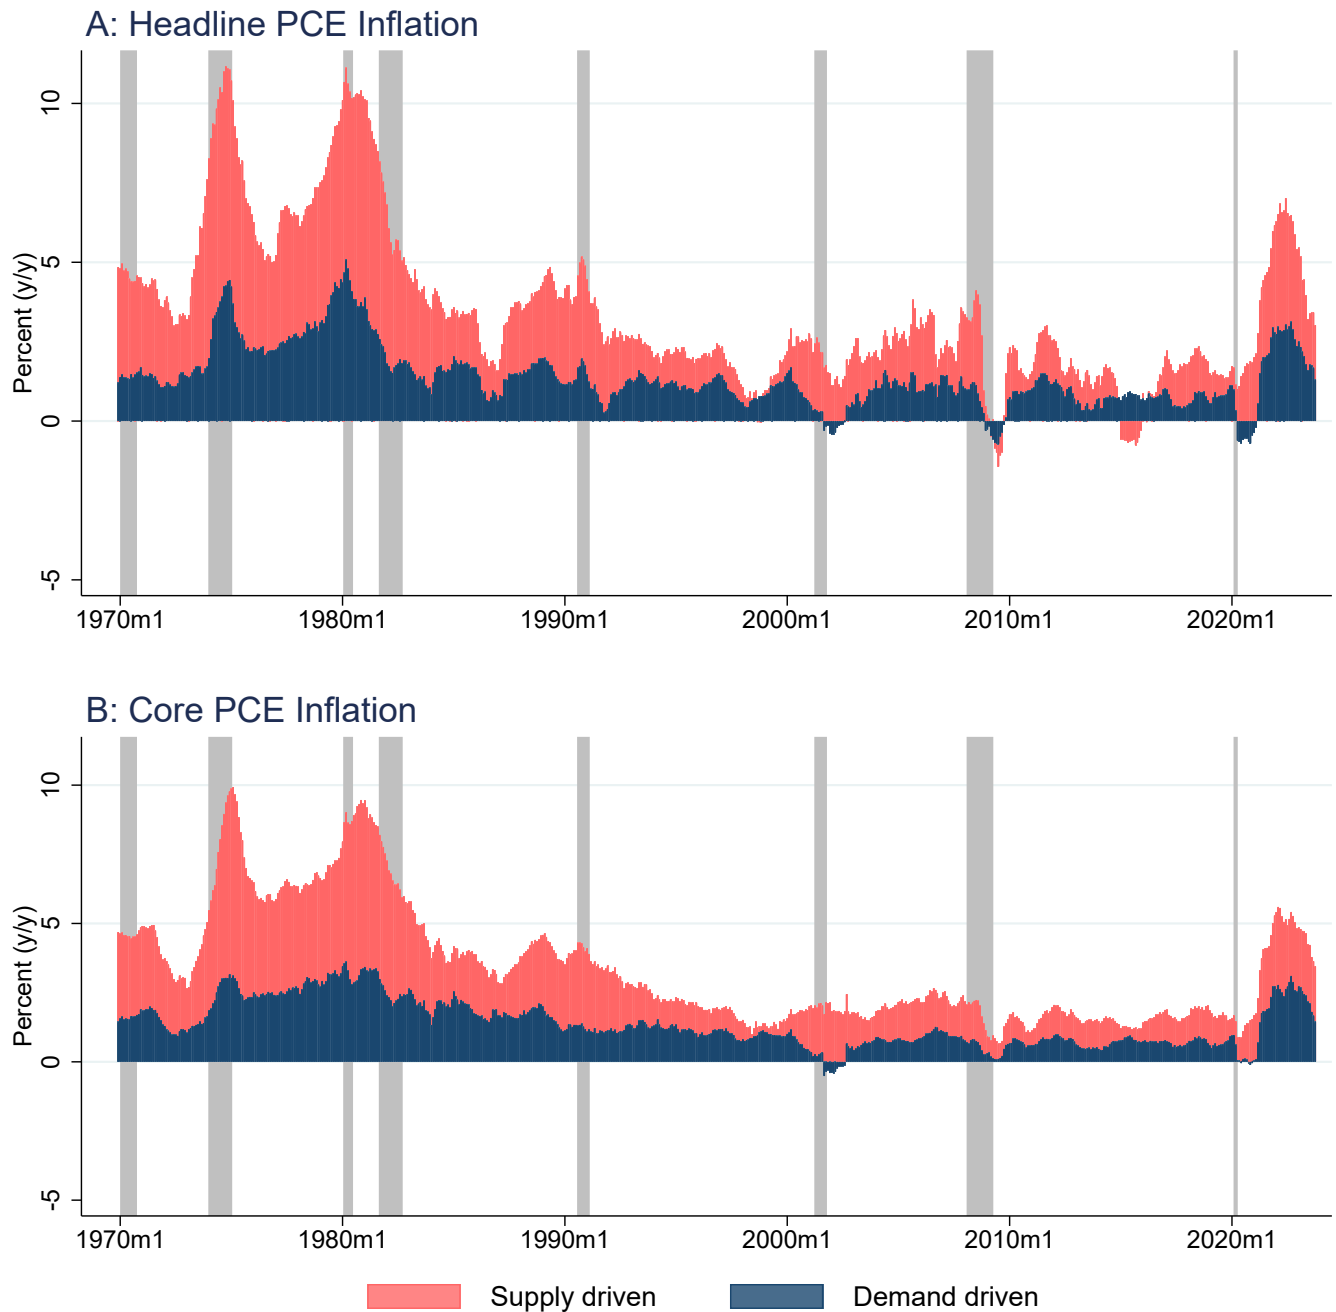 A: Headline PCE Inflation
Percent (y/y)
10
5
0
-5
1970m1 1980m1 1990m1 2000m1 2010m1 2020m1
B: Core PCE Inflation
Percent (y/y)
10
5
0
-5
1970m1 1980m1 1990m1 2000m1 2010m1 2020m1
Supply driven Demand driven